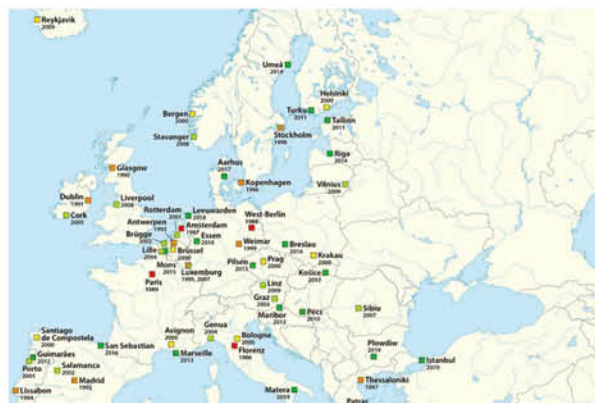 Reykjavik
2000
Umeå
2014
Helsinki
2000
Bergen
2000
Turku
2011
Tallinn
2011
Stavanger
2008
Stockholm
1998
Riga
2014
Glasgow
1990
Aarhus
2017
Kopenhagen
1996
Vilnius
2009
Dublin
1991
Liverpool
2008
Cork
2005
Rotterdam
2001
Leeuwarden
2018
West-Berlin
1988
Antwerpen
1993
Amsterdam
1987
Brügge
2002
Essen
2010
Weimar
1999
Breslau
2016
Lille
2004
Brüssel
2000
Mons
2015
Luxemburg
1995, 2007
Pilsen
2015
Prag
2000
Krakau
2000
Košice
2013
Paris
1989
Linz
2009
Graz
2003
Maribor
2012
Pécs
2010
Sibiu
2007
Santiago
de Compostela
2000
Avignon
2000
Genua
2004
Bologna
2000
Plowdiw
2019
Guimarães
2012
San Sebastian
2016
Marseille
2013
Florenz
1986
Istanbul
2010
Porto
2001
Salamanca
2002
Madrid
1992
Lissabon
1994
Matera
2019
Thessaloniki
1997
Patras